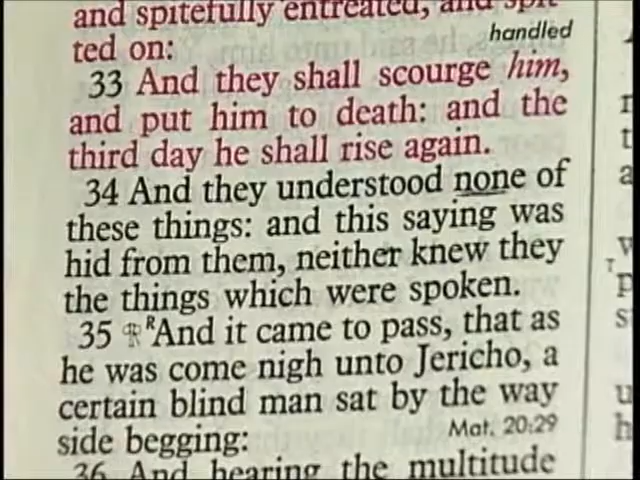 and spitefully entreated, and spit
handled
ted on:
33 And they shall scourge him,
and put him to death: and the
third day he shall rise again.
34 And they understood none of
these things: and this saying was
hid from them, neither knew they
the things which were spoken.
35 And it came to pass, that as
he was come nigh unto Jericho, a
certain blind man sat by the way
side begging:
Mat. 20:29
36 And hearing the multitude